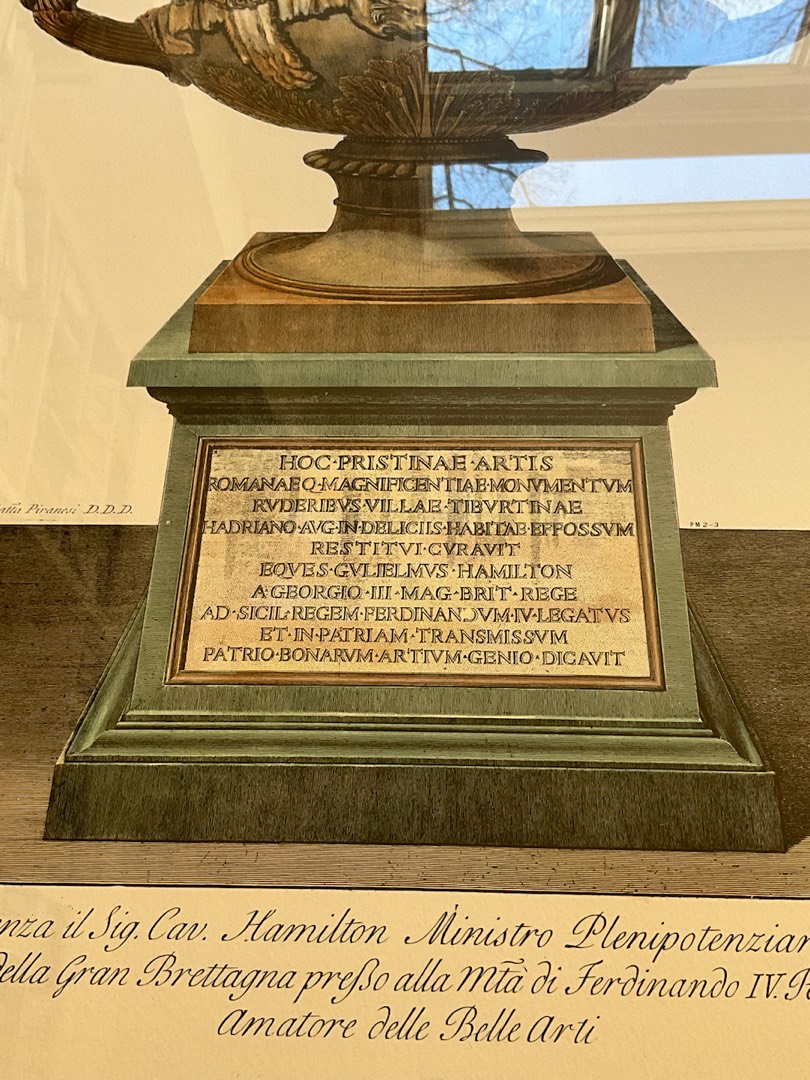 HOC·PRISTINAE·ARTIS
ROMANAEQ·MAGNIFICENTIAE·MONVMENTVM
RVDERIBVS·VILLAE·TIBVRTINAE
HADRIANO·AVG·IN·DELICIIS·HABITAE·EFFOSSVM
RESTITVI·CVRAVIT
EQVES·GVLIELMVS·HAMILTON
A·GEORGIO·III·MAG·BRIT·REGE
AD·SICIL·REGEM·FERDINANDVM·IV·LEGATVS
ET·IN·PATRIAM·TRANSMISSVM
PATRIO·BONARVM·ARTIVM·GENIO·DICAVIT
Piranesi D.D.D.
PM 2-3
il Sig. Cav. Hamilton Ministro Plenipotenziar
della Gran Brettagna preßo alla Mtà di Ferdinando IV.
Amatore delle Belle Arti